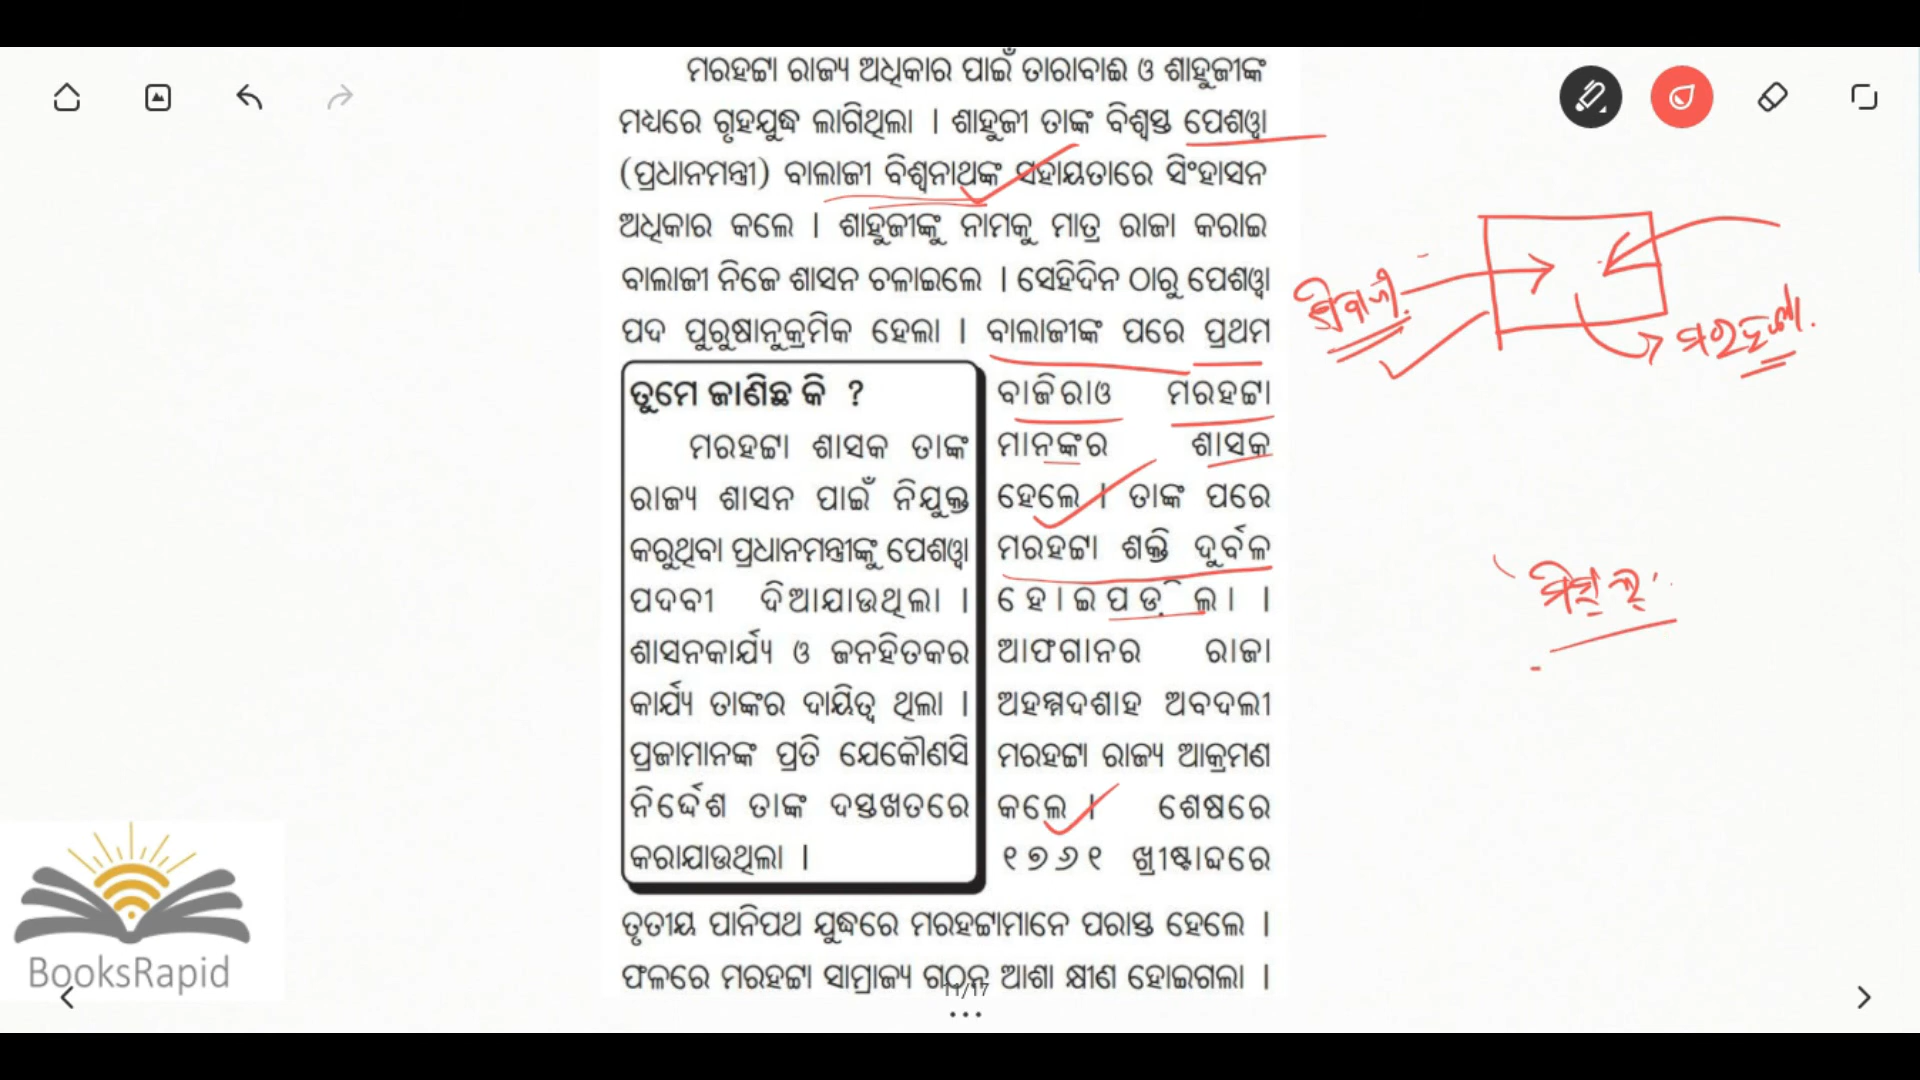 ମରହଟ୍ଟା ରାଜ୍ୟ ଅଧିକାର ପାଇଁ ତାରାବାଈ ଓ ଶାହୁଜୀଙ୍କ
ମଧ୍ୟରେ ଗୃହଯୁଦ୍ଧ ଲାଗିଥିଲା । ଶାହୁଜୀ ତାଙ୍କ ବିଶ୍ୱସ୍ତ ପେଶୱା
(ପ୍ରଧାନମନ୍ତ୍ରୀ) ବାଲାଜୀ ବିଶ୍ୱନାଥଙ୍କ ସହାୟତାରେ ସିଂହାସନ
ଅଧିକାର କଲେ । ଶାହୁଜୀଙ୍କୁ ନାମକୁ ମାତ୍ର ରାଜା କରାଇ
ବାଲାଜୀ ନିଜେ ଶାସନ ଚଳାଇଲେ । ସେହିଦିନ ଠାରୁ ପେଶୱା
ପଦ ପୁରୁଷାନୁକ୍ରମିକ ହେଲା । ବାଲାଜୀଙ୍କ ପରେ ପ୍ରଥମ
ବାଜିରାଓ ମରହଟ୍ଟା
ମାନଙ୍କର ଶାସକ
ହେଲେ । ତାଙ୍କ ପରେ
ମରହଟ୍ଟା ଶକ୍ତି ଦୁର୍ବଳ
ହୋଇପଡ଼ିଲା ।
ଆଫଗାନର ରାଜା
ଅହମ୍ମଦଶାହ ଅବଦଲୀ
ମରହଟ୍ଟା ରାଜ୍ୟ ଆକ୍ରମଣ
କଲେ । ଶେଷରେ
୧୭୬୧ ଖ୍ରୀଷ୍ଟାବ୍ଦରେ
ତୁମେ ଜାଣିଛ କି ?
ମରହଟ୍ଟା ଶାସକ ତାଙ୍କ
ରାଜ୍ୟ ଶାସନ ପାଇଁ ନିଯୁକ୍ତ
କରୁଥିବା ପ୍ରଧାନମନ୍ତ୍ରୀଙ୍କୁ ପେଶୱା
ପଦବୀ ଦିଆଯାଉଥିଲା ।
ଶାସନକାର୍ଯ୍ୟ ଓ ଜନହିତକର
କାର୍ଯ୍ୟ ତାଙ୍କର ଦାୟିତ୍ୱ ଥିଲା ।
ପ୍ରଜାମାନଙ୍କ ପ୍ରତି ଯେକୌଣସି
ନିର୍ଦ୍ଦେଶ ତାଙ୍କ ଦସ୍ତଖତରେ
କରାଯାଉଥିଲା ।
ତୃତୀୟ ପାନିପଥ ଯୁଦ୍ଧରେ ମରହଟ୍ଟାମାନେ ପରାସ୍ତ ହେଲେ ।
ଫଳରେ ମରହଟ୍ଟା ସାମ୍ରାଜ୍ୟ ଗଠନ ଆଶା କ୍ଷୀଣ ହୋଇଗଲା ।
ଶିବାଜୀ
ମରହଟ୍ଟା
BooksRapid
11/17